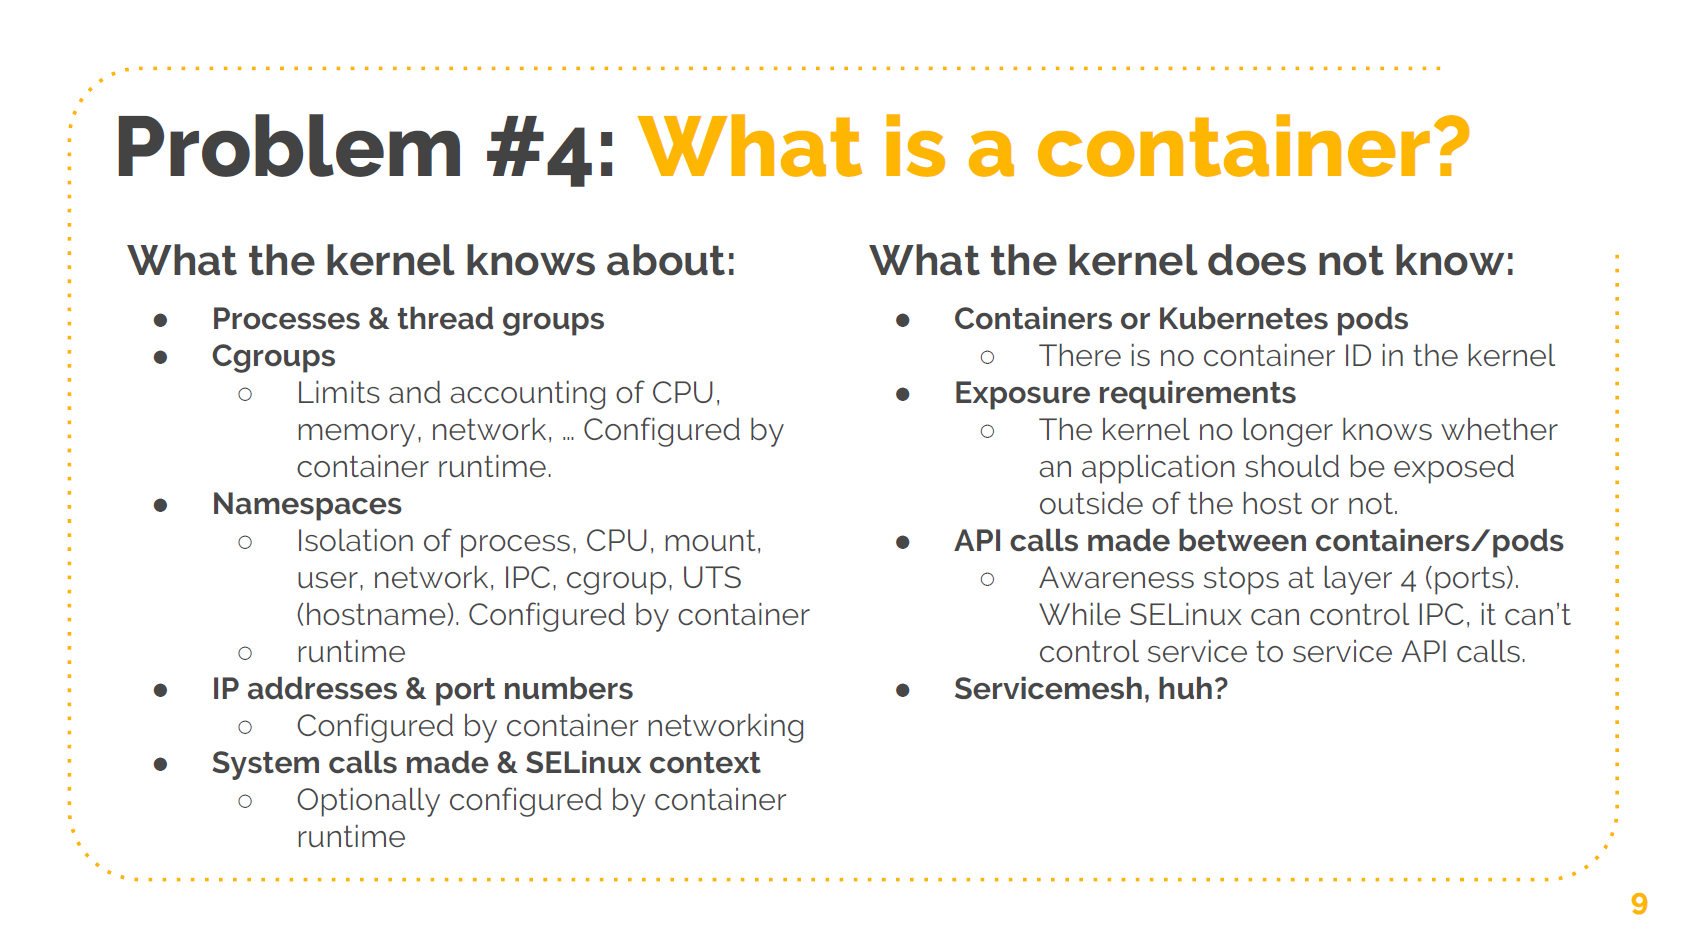 Problem #4: What is a container?
What the kernel knows about:
● Processes & thread groups
● Cgroups
○ Limits and accounting of CPU,
memory, network, … Configured by
container runtime.
● Namespaces
○ Isolation of process, CPU, mount,
user, network, IPC, cgroup, UTS
(hostname). Configured by container
○ runtime
● IP addresses & port numbers
○ Configured by container networking
● System calls made & SELinux context
○ Optionally configured by container
runtime
What the kernel does not know:
● Containers or Kubernetes pods
○ There is no container ID in the kernel
● Exposure requirements
○ The kernel no longer knows whether
an application should be exposed
outside of the host or not.
● API calls made between containers/pods
○ Awareness stops at layer 4 (ports).
While SELinux can control IPC, it can’t
control service to service API calls.
● Servicemesh, huh?
9